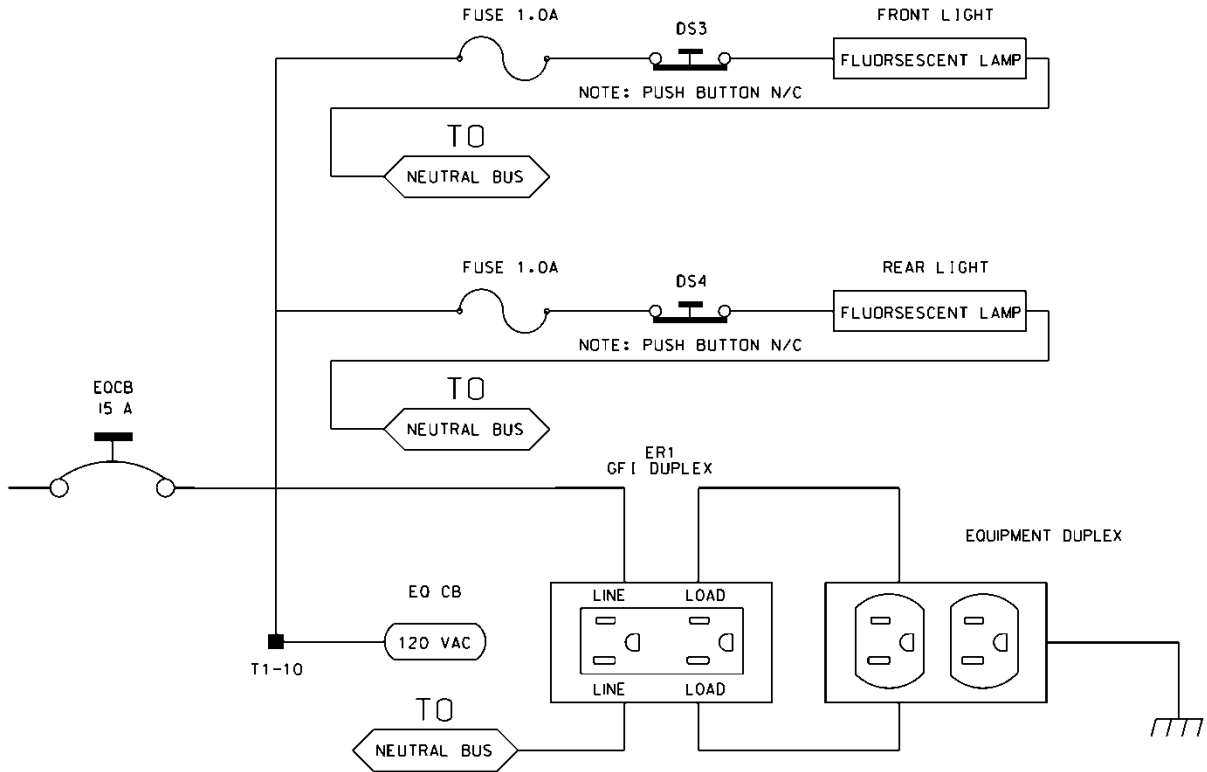 FUSE 1.0A
DS3
FRONT LIGHT
FLUORSESCENT LAMP
NOTE: PUSH BUTTON N/C
TO
NEUTRAL BUS
FUSE 1.0A
DS4
REAR LIGHT
FLUORSESCENT LAMP
NOTE: PUSH BUTTON N/C
TO
NEUTRAL BUS
EQCB
15 A
ER1
GFI DUPLEX
EQUIPMENT DUPLEX
LINE LOAD
EQ CB
120 VAC
T1-10
LINE LOAD
TO
NEUTRAL BUS